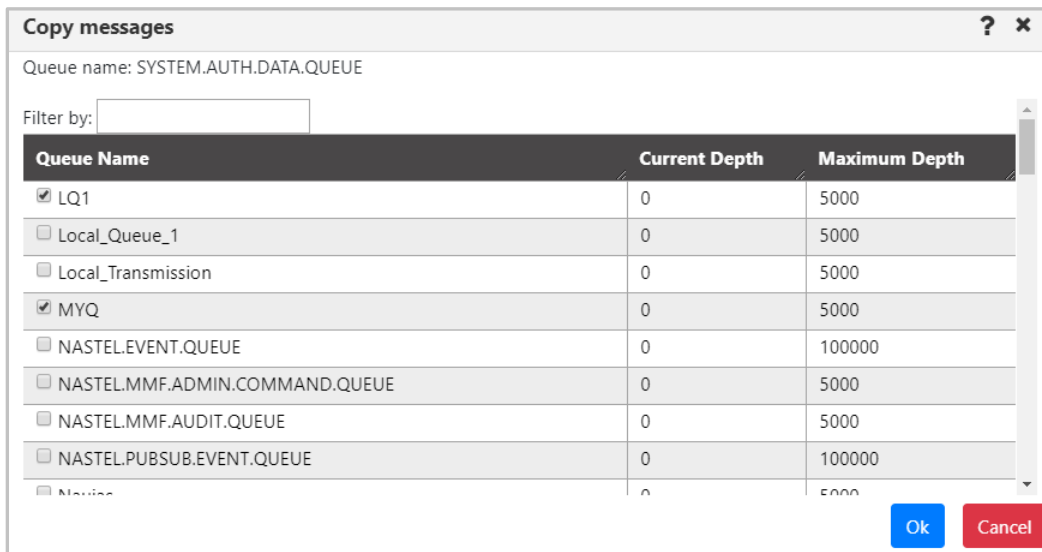 Copy messages ? ×
Queue name: SYSTEM.AUTH.DATA.QUEUE
Filter by:
Queue Name Current Depth Maximum Depth
LQ1 0 5000
Local_Queue_1 0 5000
Local_Transmission 0 5000
MYQ 0 5000
NASTEL.EVENT.QUEUE 0 100000
NASTEL.MMF.ADMIN.COMMAND.QUEUE 0 5000
NASTEL.MMF.AUDIT.QUEUE 0 5000
NASTEL.PUBSUB.EVENT.QUEUE 0 100000
0 5000
Ok Cancel